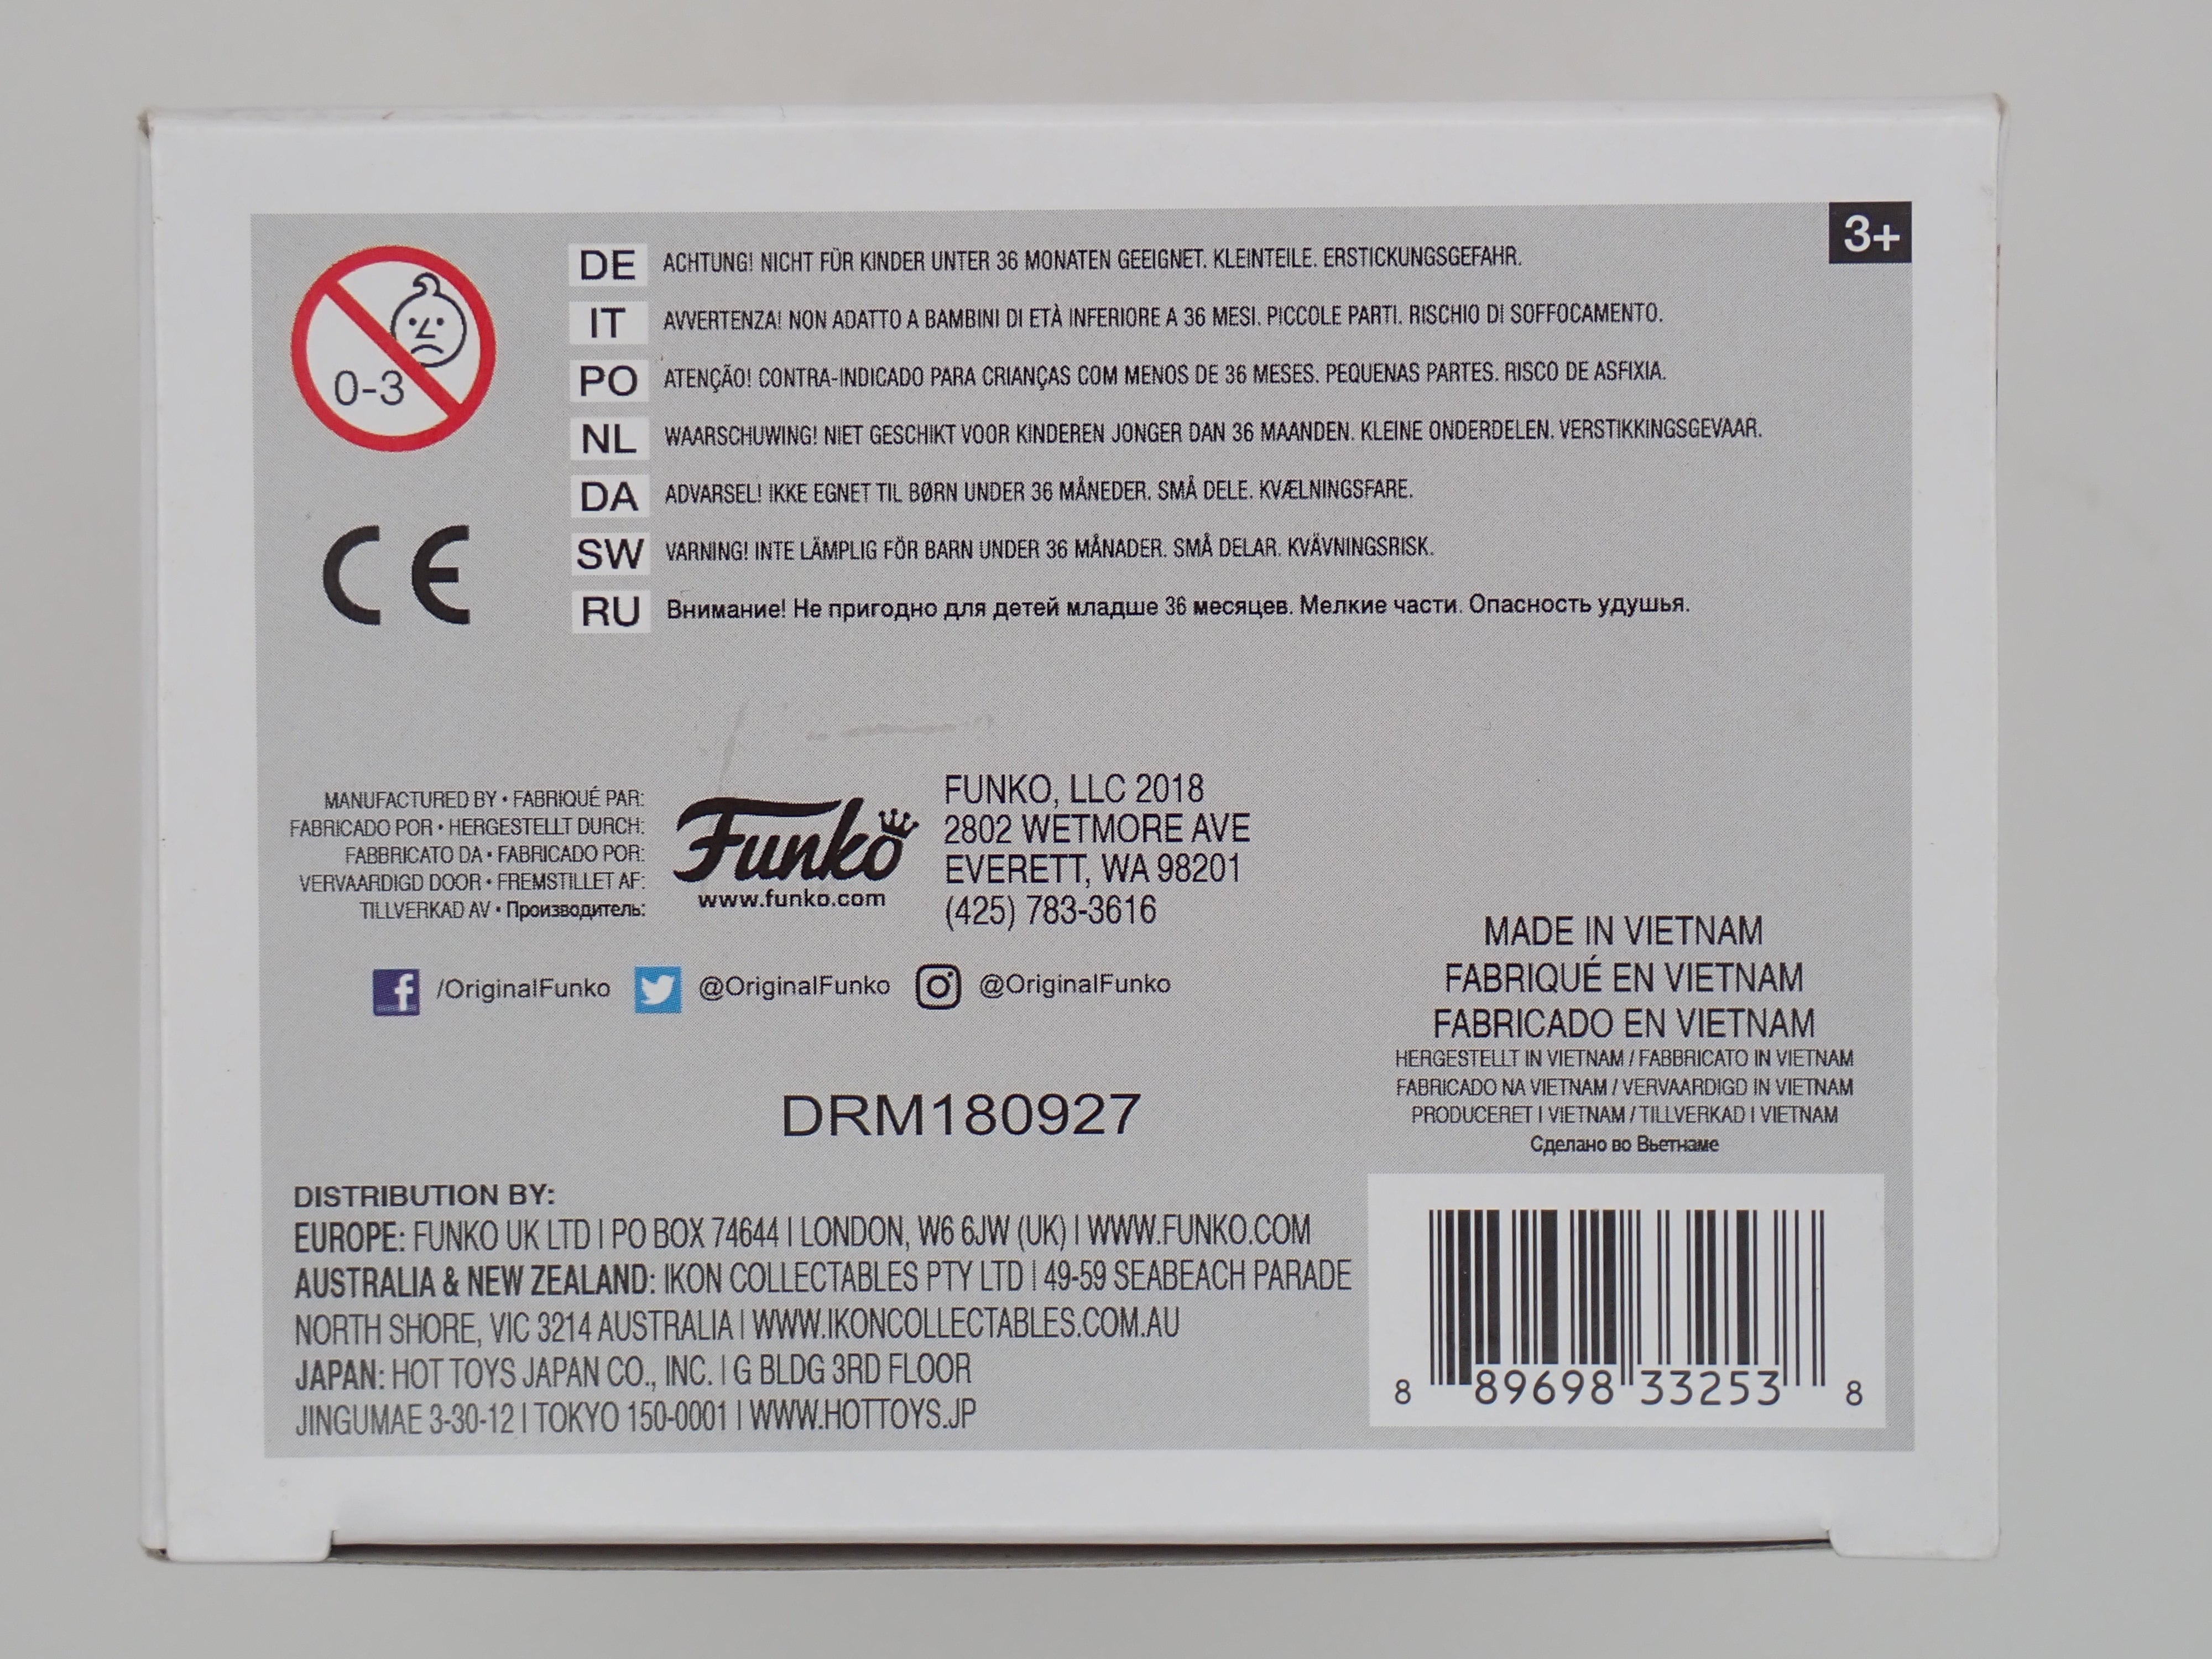 3+
0-3
DE ACHTUNG! NICHT FÜR KINDER UNTER 36 MONATEN GEEIGNET. KLEINTEILE. ERSTICKUNGSGEFAHR.
IT AVVERTENZA! NON ADATTO A BAMBINI DI ETÀ INFERIORE A 36 MESI. PICCOLE PARTI. RISCHIO DI SOFFOCAMENTO.
PO ATENÇÃO! CONTRA-INDICADO PARA CRIANÇAS COM MENOS DE 36 MESES. PEQUENAS PARTES. RISCO DE ASFIXIA.
NL WAARSCHUWING! NIET GESCHIKT VOOR KINDEREN JONGER DAN 36 MAANDEN. KLEINE ONDERDELEN. VERSTIKKINGSGEVAAR.
DA ADVARSEL! IKKE EGNET TIL BØRN UNDER 36 MÅNEDER. SMÅ DELE. KVÆLNINGSFARE.
SW VARNING! INTE LÄMPLIG FÖR BARN UNDER 36 MÅNADER. SMÅ DELAR. KVÄVNINGSRISK.
RU Внимание! Не пригодно для детей младше 36 месяцев. Мелкие части. Опасность удушья.
CE
MANUFACTURED BY • FABRIQUÉ PAR:
FABRICADO POR • HERGESTELLT DURCH:
FABBRICATO DA • FABRICADO POR:
VERVAARDIGD DOOR • FREMSTILLET AF:
TILLVERKAD AV • Производитель:
Funko
www.funko.com
FUNKO, LLC 2018
2802 WETMORE AVE
EVERETT, WA 98201
(425) 783-3616
/OriginalFunko @OriginalFunko @OriginalFunko
MADE IN VIETNAM
FABRIQUÉ EN VIETNAM
FABRICADO EN VIETNAM
HERGESTELLT IN VIETNAM / FABBRICATO IN VIETNAM
FABRICADO NA VIETNAM / VERVAARDIGD IN VIETNAM
PRODUCERET I VIETNAM / TILLVERKAD I VIETNAM
Сделано во Вьетнаме
DRM180927
DISTRIBUTION BY:
EUROPE: FUNKO UK LTD | PO BOX 74644 | LONDON, W6 6JW (UK) | WWW.FUNKO.COM
AUSTRALIA & NEW ZEALAND: IKON COLLECTABLES PTY LTD | 49-59 SEABEACH PARADE
NORTH SHORE, VIC 3214 AUSTRALIA | WWW.IKONCOLLECTABLES.COM.AU
JAPAN: HOT TOYS JAPAN CO., INC. | G BLDG 3RD FLOOR
JINGUMAE 3-30-12 | TOKYO 150-0001 | WWW.HOTTOYS.JP
8 89698 33253 8